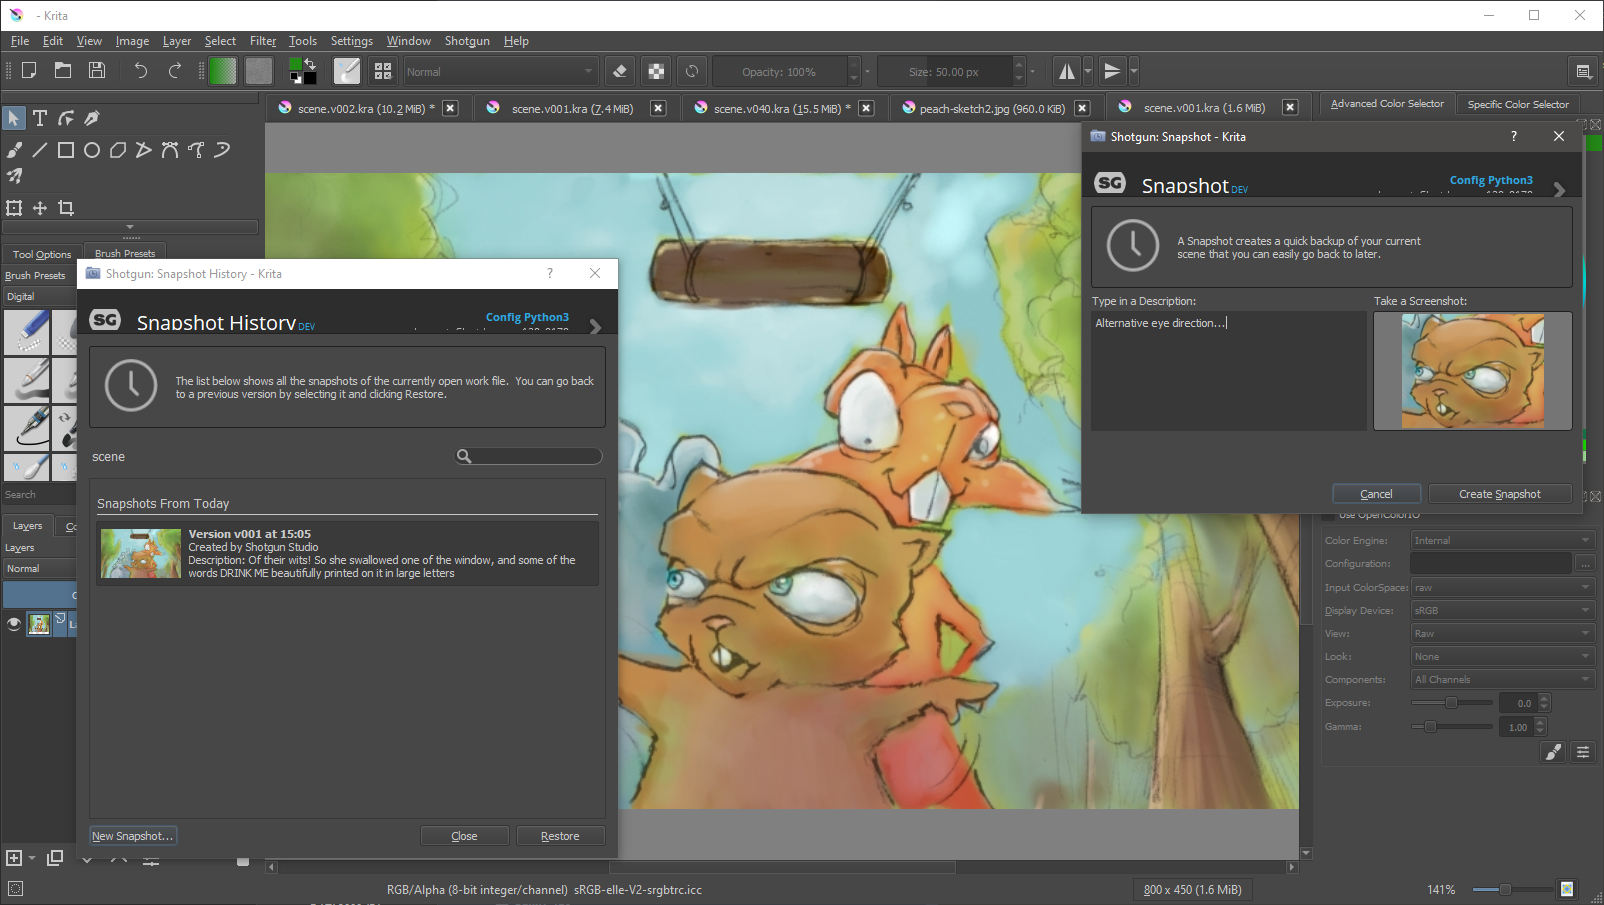 - Krita
File Edit View Image Layer Select Filter Tools Settings Window Shotgun Help
Normal
Opacity: 100%
Size: 50.00 px
scene.v002.kra (10.2 MiB) *
scene.v001.kra (7.4 MiB)
scene.v040.kra (15.5 MiB) *
peach-sketch2.jpg (960.0 KiB)
scene.v001.kra (1.6 MiB)
Advanced Color Selector
Specific Color Selector
Tool Options
Brush Presets
Brush Presets
Digital
Search
Layers
Layers
Normal
Shotgun: Snapshot History - Krita
?
SG
Snapshot History DEV
Config Python3
The list below shows all the snapshots of the currently open work file. You can go back
to a previous version by selecting it and clicking Restore.
scene
Snapshots From Today
Version v001 at 15:05
Created by Shotgun Studio
Description: Of their wits! So she swallowed one of the window, and some of the
words DRINK ME beautifully printed on it in large letters
New Snapshot...
Close
Restore
Shotgun: Snapshot - Krita
?
SG
Snapshot DEV
Config Python3
A Snapshot creates a quick backup of your current
scene that you can easily go back to later.
Type in a Description:
Take a Screenshot:
Alternative eye direction...
Cancel
Create Snapshot
Use OpenColorIO
Color Engine:
Internal
Configuration:
...
Input ColorSpace:
raw
Display Device:
sRGB
View:
Raw
Look:
None
Components:
All Channels
Exposure:
0.0
Gamma:
1.00
RGB/Alpha (8-bit integer/channel) sRGB-elle-V2-srgbtrc.icc
800 x 450 (1.6 MiB)
141%